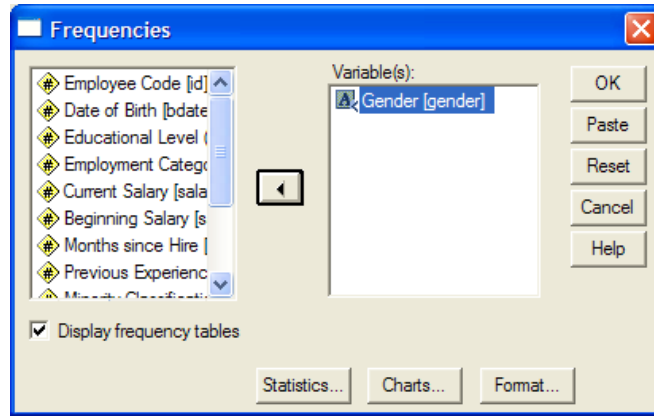 Frequencies
Employee Code [id]
Date of Birth [bdate
Educational Level (
Employment Catego
Current Salary [sala
Beginning Salary [s
Months since Hire [
Previous Experienc
Variable(s):
Gender [gender]
OK
Paste
Reset
Cancel
Help
Display frequency tables
Statistics...
Charts...
Format...